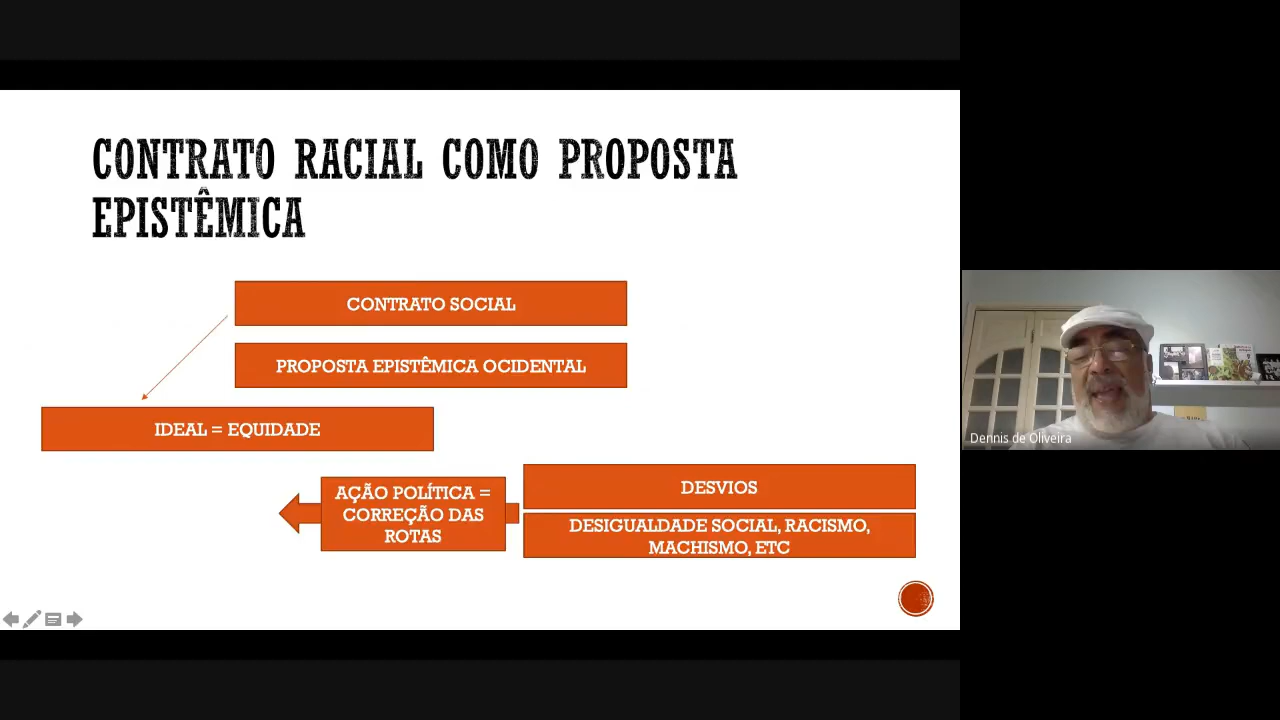 CONTRATO RACIAL COMO PROPOSTA
EPISTÊMICA
CONTRATO SOCIAL
PROPOSTA EPISTÊMICA OCIDENTAL
IDEAL = EQUIDADE
AÇÃO POLÍTICA =
CORREÇÃO DAS
ROTAS
DESVIOS
DESIGUALDADE SOCIAL, RACISMO,
MACHISMO, ETC
Dennis de Oliveira